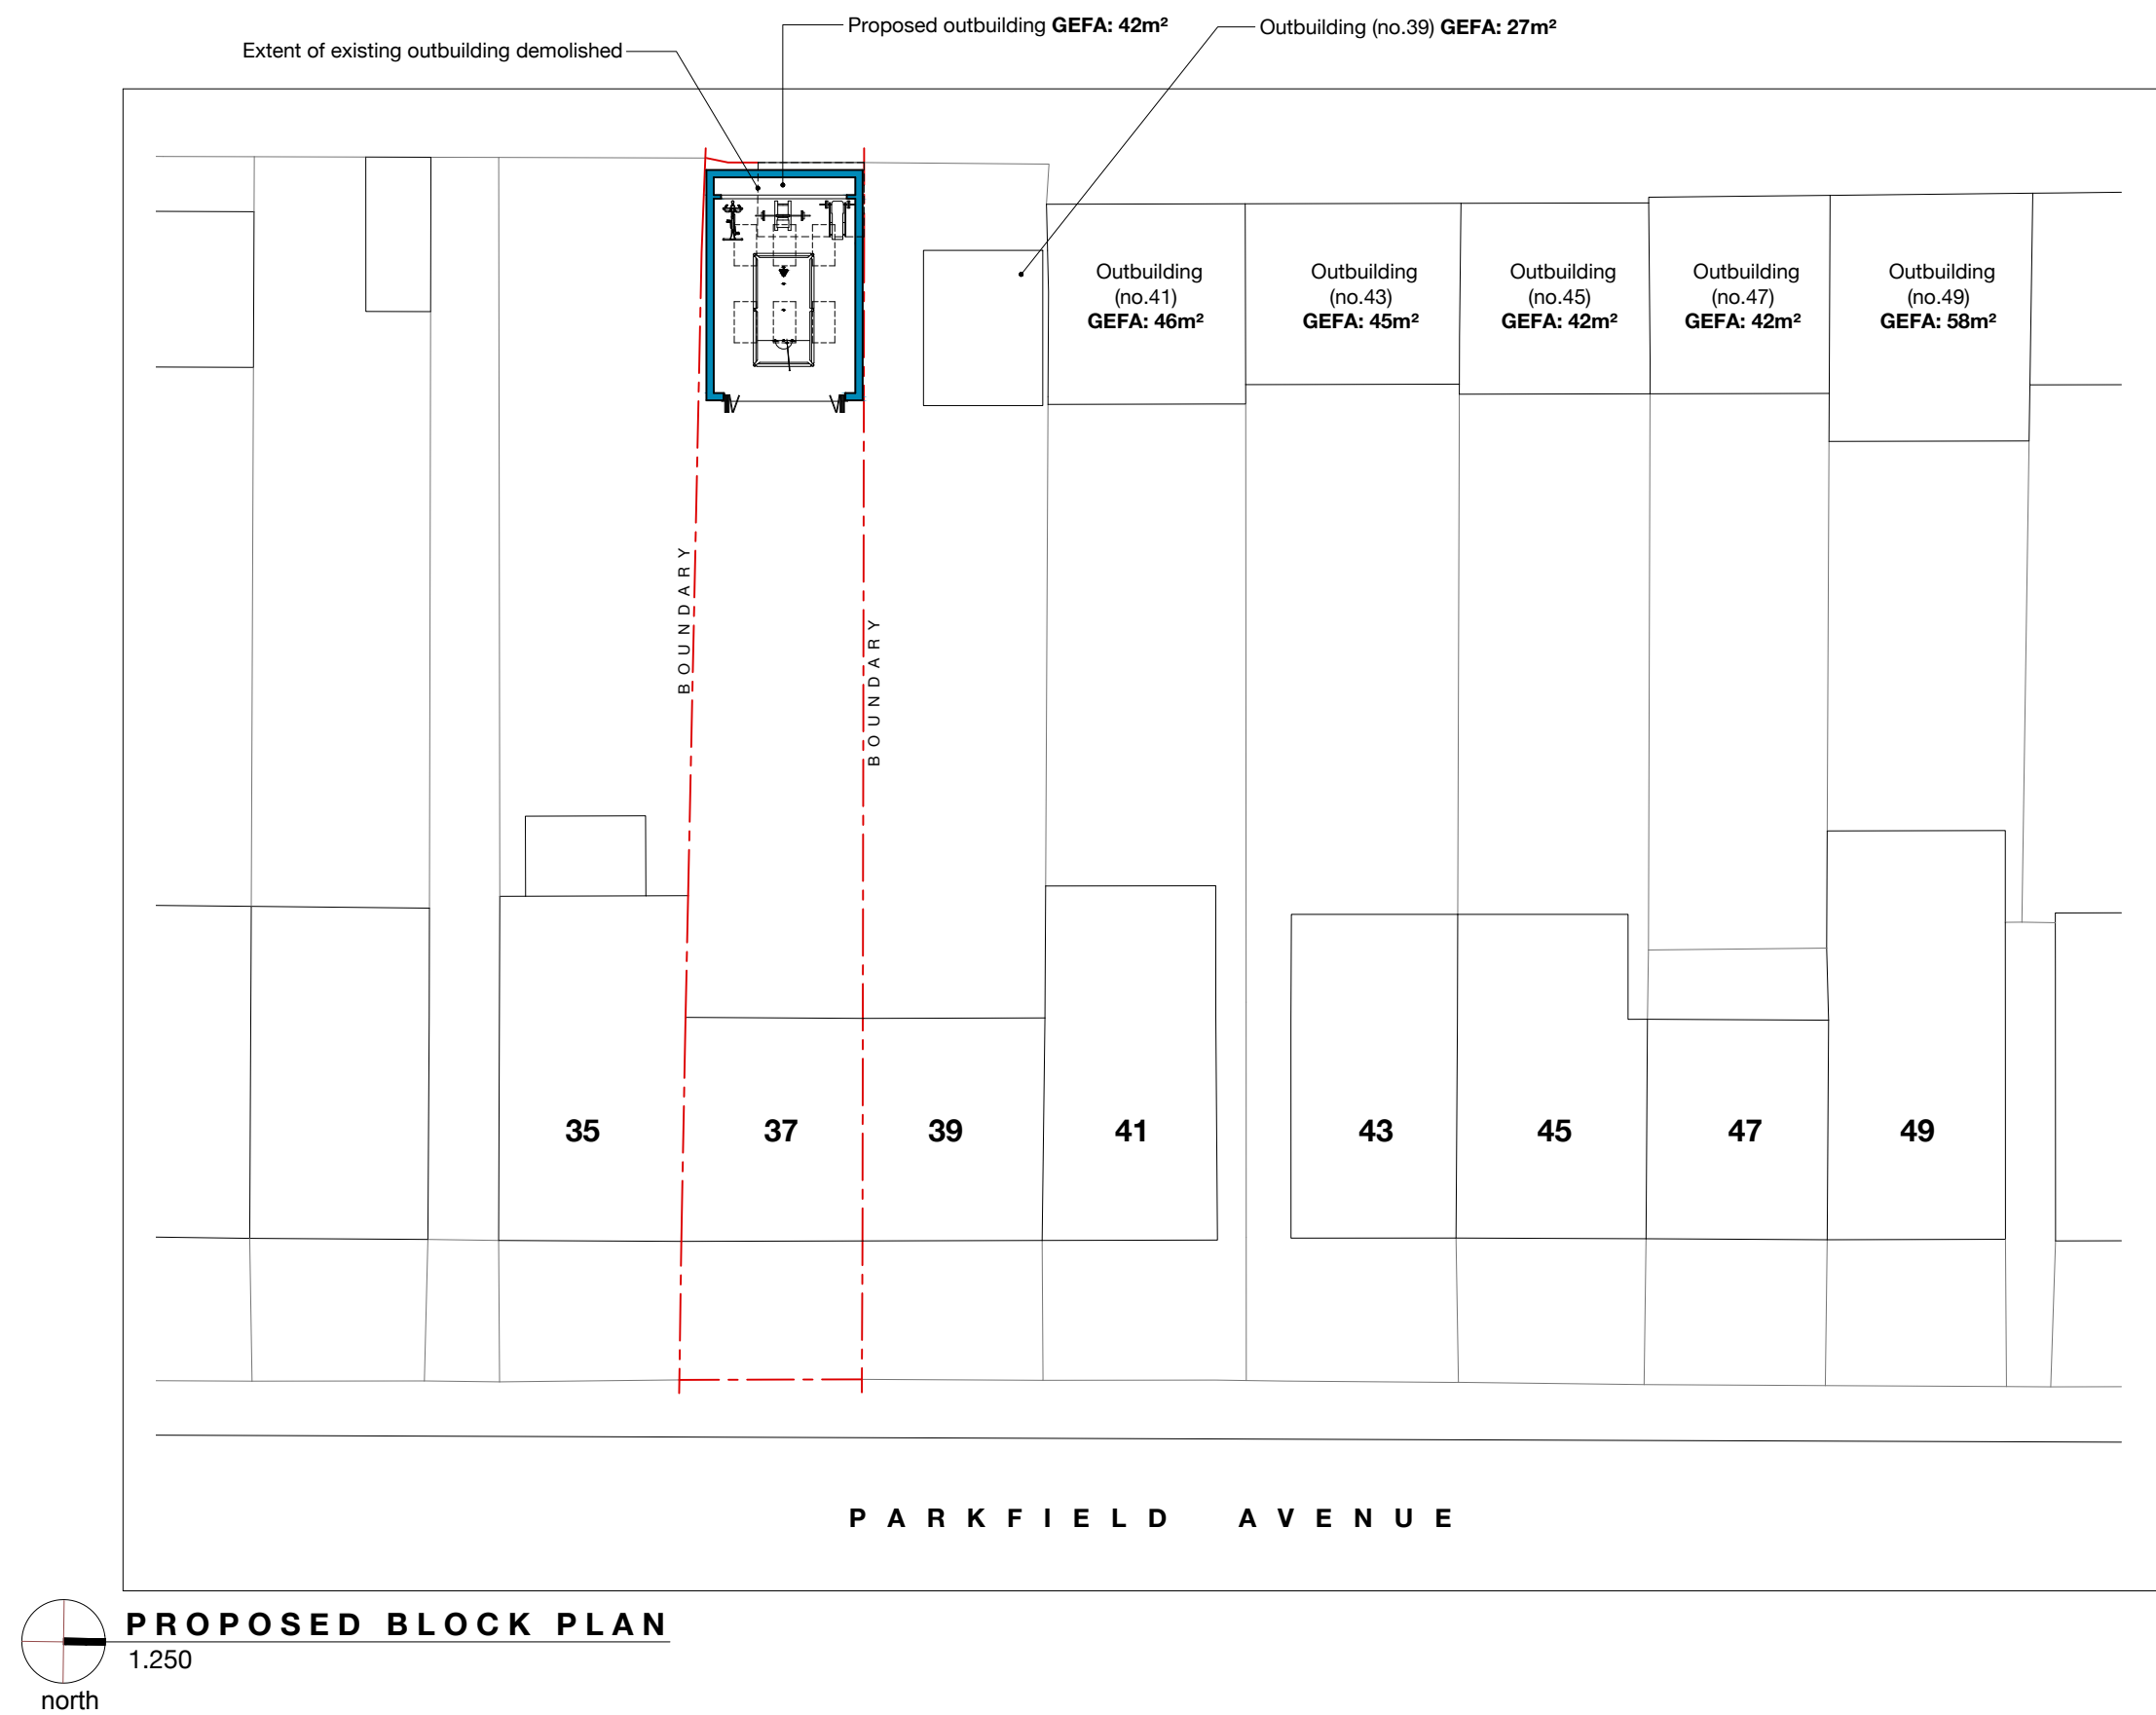 Proposed outbuilding GEFA: 42m²
Outbuilding (no.39) GEFA: 27m²
Extent of existing outbuilding demolished
Outbuilding
(no.41)
GEFA: 46m²
Outbuilding
(no.43)
GEFA: 45m²
Outbuilding
(no.45)
GEFA: 42m²
Outbuilding
(no.47)
GEFA: 42m²
Outbuilding
(no.49)
GEFA: 58m²
BOUNDARY
BOUNDARY
35
37
39
41
43
45
47
49
PARKFIELD AVENUE
PROPOSED BLOCK PLAN
1.250
north